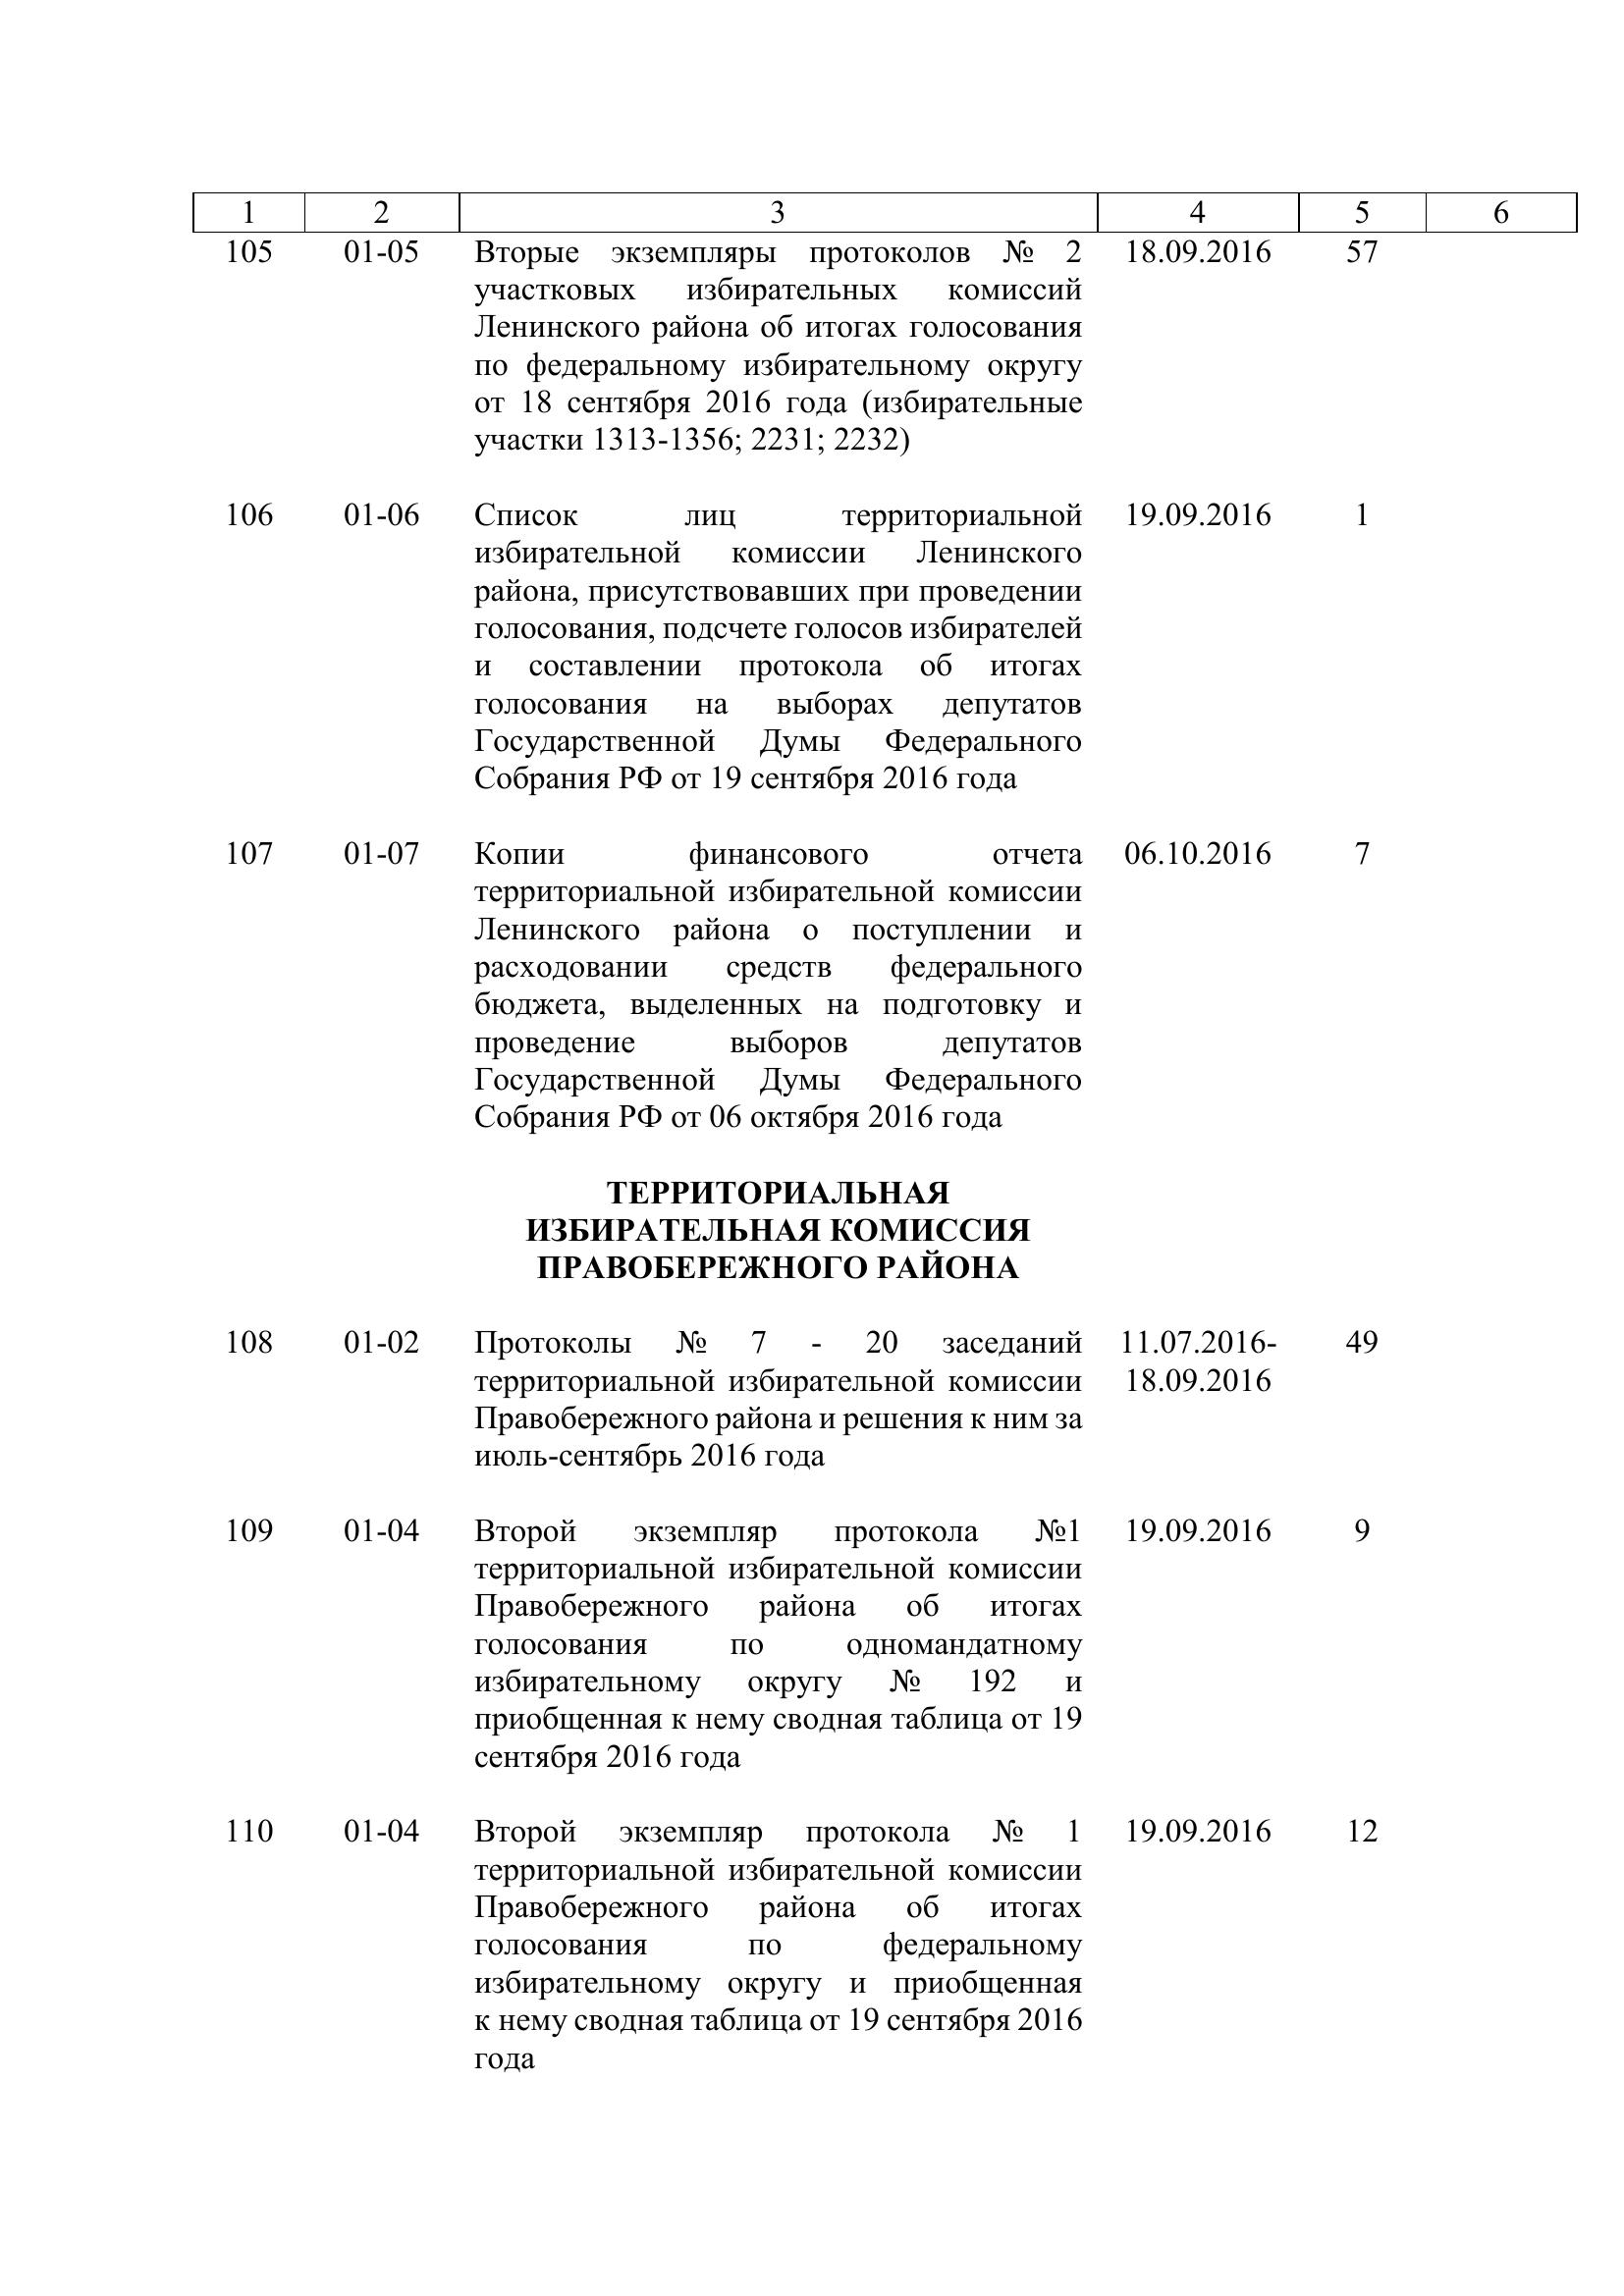 1 2 3 4 5 6
105 01-05 Вторые экземпляры протоколов № 2 18.09.2016 57
участковых избирательных комиссий
Ленинского района об итогах голосования
по федеральному избирательному округу
от 18 сентября 2016 года (избирательные
участки 1313-1356; 2231; 2232)
106 01-06 Список лиц территориальной 19.09.2016 1
избирательной комиссии Ленинского
района, присутствовавших при проведении
голосования, подсчете голосов избирателей
и составлении протокола об итогах
голосования на выборах депутатов
Государственной Думы Федерального
Собрания РФ от 19 сентября 2016 года
107 01-07 Копии финансового отчета 06.10.2016 7
территориальной избирательной комиссии
Ленинского района о поступлении и
расходовании средств федерального
бюджета, выделенных на подготовку и
проведение выборов депутатов
Государственной Думы Федерального
Собрания РФ от 06 октября 2016 года
ТЕРРИТОРИАЛЬНАЯ
ИЗБИРАТЕЛЬНАЯ КОМИССИЯ
ПРАВОБЕРЕЖНОГО РАЙОНА
108 01-02 Протоколы № 7 - 20 заседаний 11.07.2016- 49
территориальной избирательной комиссии 18.09.2016
Правобережного района и решения к ним за
июль-сентябрь 2016 года
109 01-04 Второй экземпляр протокола №1 19.09.2016 9
территориальной избирательной комиссии
Правобережного района об итогах
голосования по одномандатному
избирательному округу № 192 и
приобщенная к нему сводная таблица от 19
сентября 2016 года
110 01-04 Второй экземпляр протокола № 1 19.09.2016 12
территориальной избирательной комиссии
Правобережного района об итогах
голосования по федеральному
избирательному округу и приобщенная
к нему сводная таблица от 19 сентября 2016
года